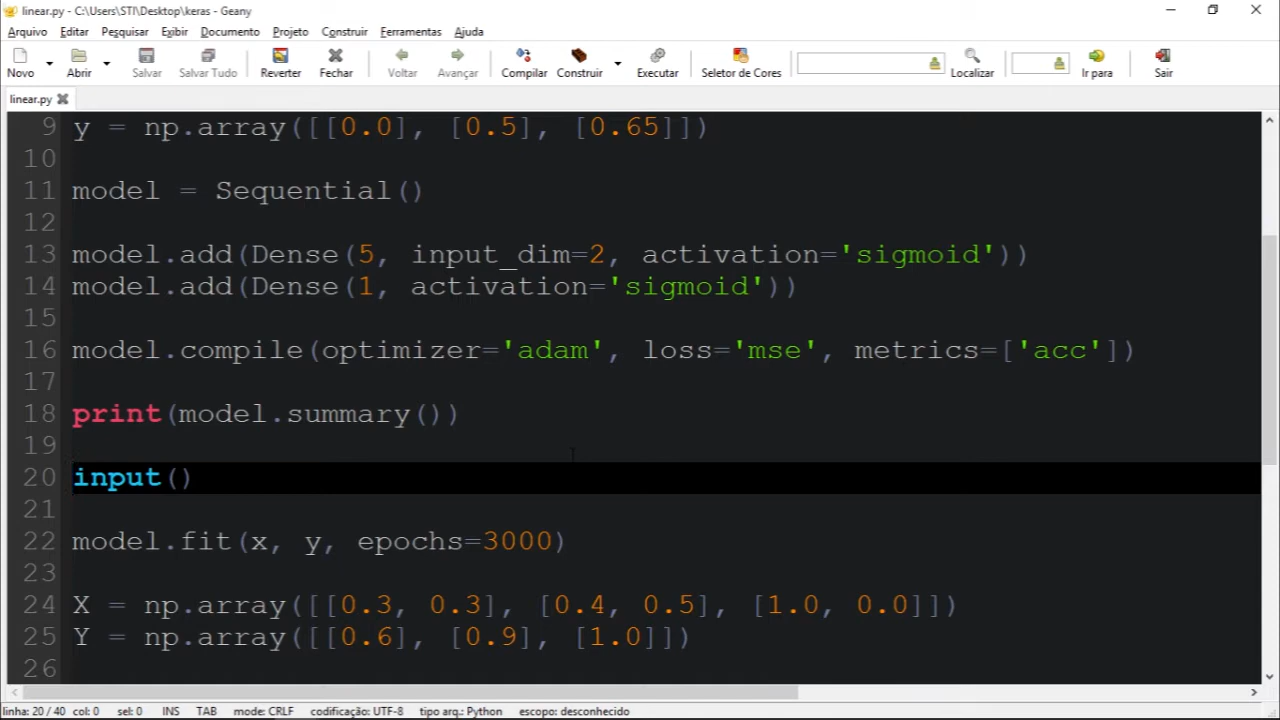 linear.py - C:\Users\STI\Desktop\keras - Geany
Arquivo Editar Pesquisar Exibir Documento Projeto Construir Ferramentas Ajuda
Novo Abrir Salvar Salvar Tudo Reverter Fechar Voltar Avançar Compilar Construir Executar Seletor de Cores Localizar Ir para Sair
linear.py
9 y = np.array([[0.0], [0.5], [0.65]])
10
11 model = Sequential()
12
13 model.add(Dense(5, input_dim=2, activation='sigmoid'))
14 model.add(Dense(1, activation='sigmoid'))
15
16 model.compile(optimizer='adam', loss='mse', metrics=['acc'])
17
18 print(model.summary())
19
20 input()
21
22 model.fit(x, y, epochs=3000)
23
24 X = np.array([[0.3, 0.3], [0.4, 0.5], [1.0, 0.0]])
25 Y = np.array([[0.6], [0.9], [1.0]])
26
linha: 20 / 40 col: 0 sel: 0 INS TAB mode: CRLF codificação: UTF-8 tipo arq.: Python escopo: desconhecido